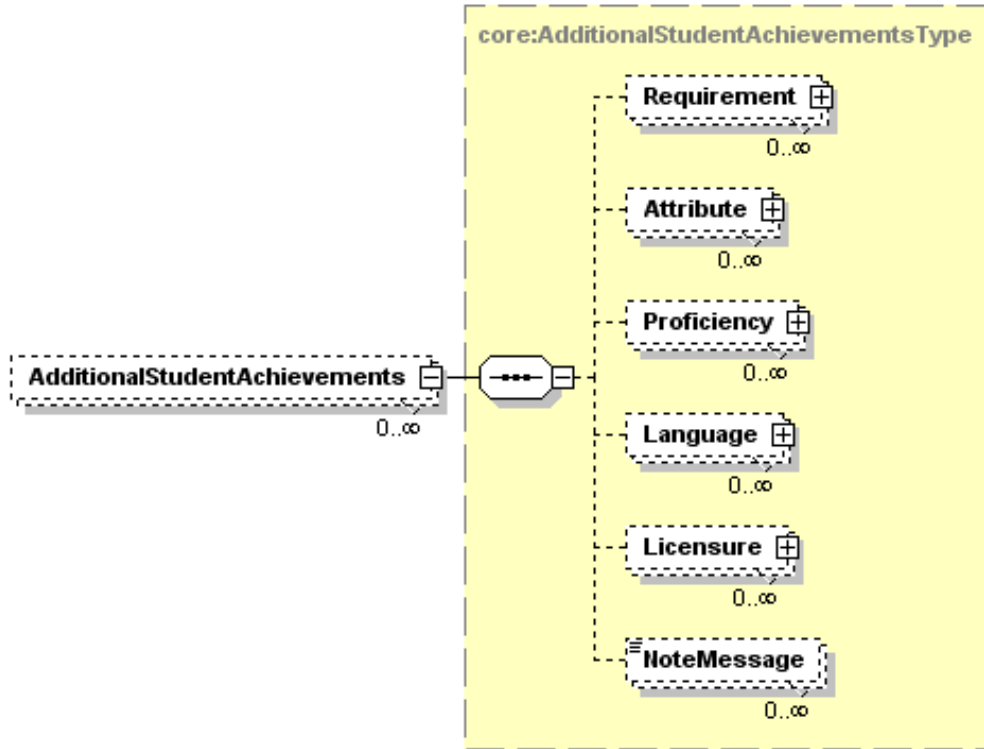 core:AdditionalStudentAchievementsType
Requirement
0..∞
Attribute
0..∞
Proficiency
0..∞
AdditionalStudentAchievements
0..∞
Language
0..∞
Licensure
0..∞
NoteMessage
0..∞